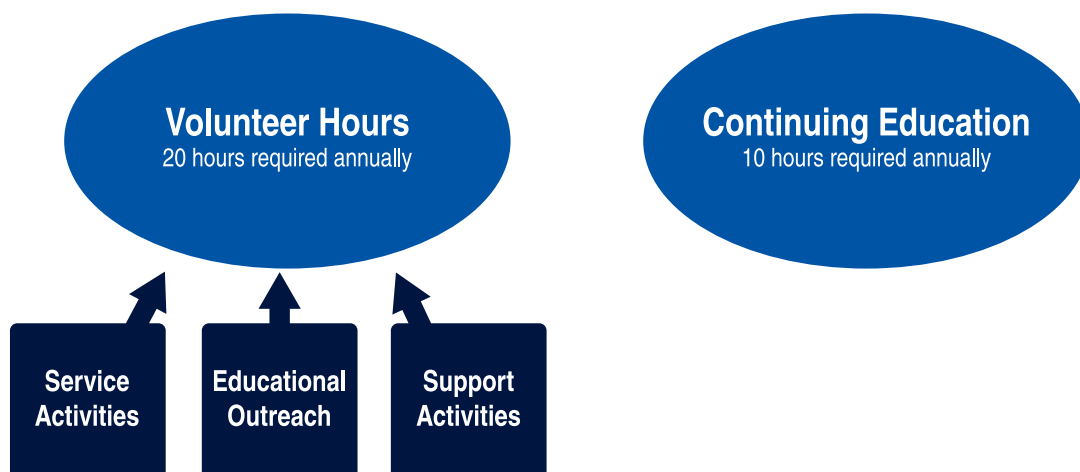 Volunteer Hours
20 hours required annually
Continuing Education
10 hours required annually
Service
Activities
Educational
Outreach
Support
Activities